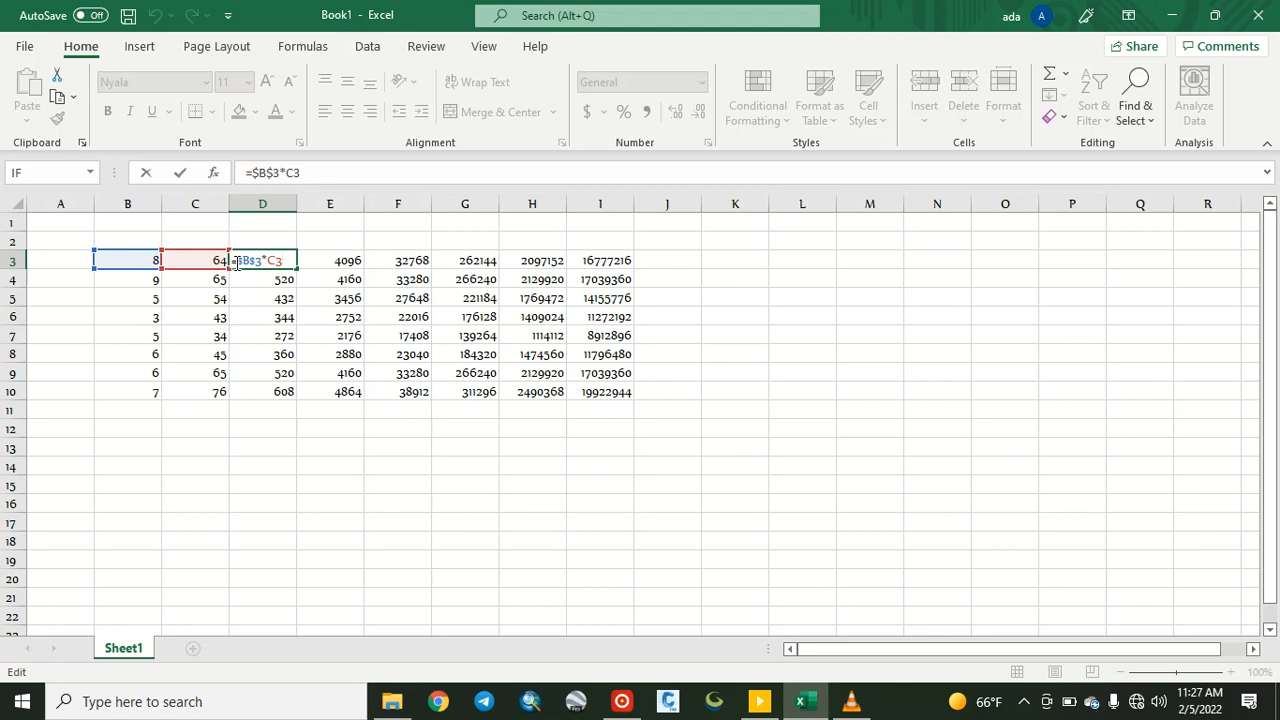 AutoSave Off Book1 - Excel Search (Alt+Q) ada A
File Home Insert Page Layout Formulas Data Review View Help Share Comments
Paste Nyala 11 Wrap Text General Conditional Formatting Format as Table Cell Styles Insert Delete Format Sort & Filter Find & Select Analyze Data
B I U A Merge & Center $ %
Clipboard Font Alignment Number Styles Cells Editing Analysis
IF fx =$B$3*C3
A B C D E F G H I J K L M N O P Q R
1
2
3 8 64 =$B$3*C3 4096 32768 262144 2097152 16777216
4 9 65 520 4160 33280 266240 2129920 17039360
5 5 54 432 3456 27648 221184 1769472 14155776
6 3 43 344 2752 22016 176128 1409024 11272192
7 5 34 272 2176 17408 139264 1114112 8912896
8 6 45 360 2880 23040 184320 1474560 11796480
9 6 65 520 4160 33280 266240 2129920 17039360
10 7 76 608 4864 38912 311296 2490368 19922944
11
12
13
14
15
16
17
18
19
20
21
22
Sheet1
Edit 100%
Type here to search 66°F 11:27 AM
2/5/2022